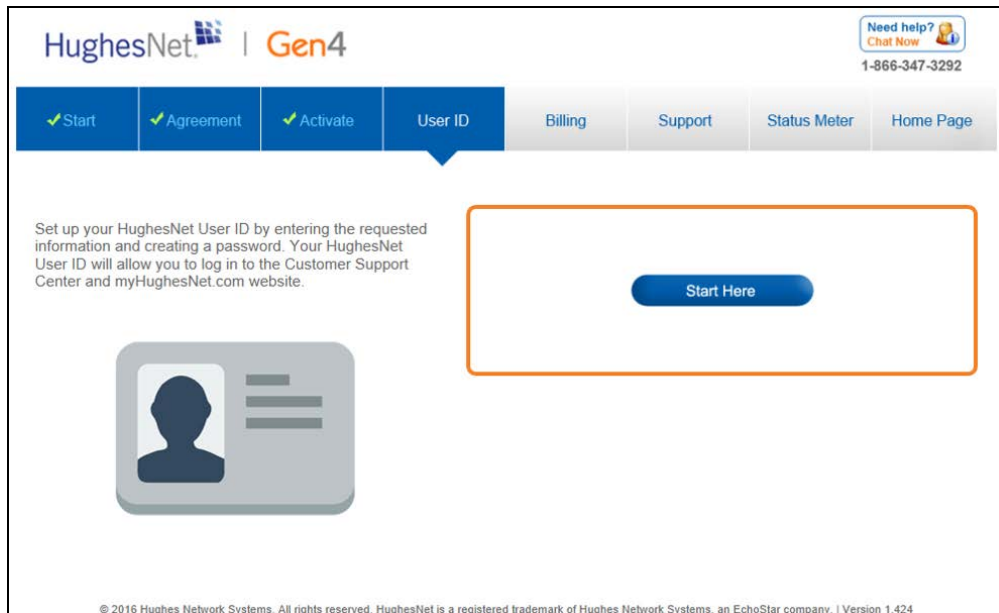 HughesNet. | Gen4
Need help?
Chat Now
1-866-347-3292
Start
Agreement
Activate
User ID
Billing
Support
Status Meter
Home Page
Set up your HughesNet User ID by entering the requested
information and creating a password. Your HughesNet
User ID will allow you to log in to the Customer Support
Center and myHughesNet.com website.
Start Here
© 2016 Hughes Network Systems. All rights reserved. HughesNet is a registered trademark of Hughes Network Systems, an EchoStar company. | Version 1.424